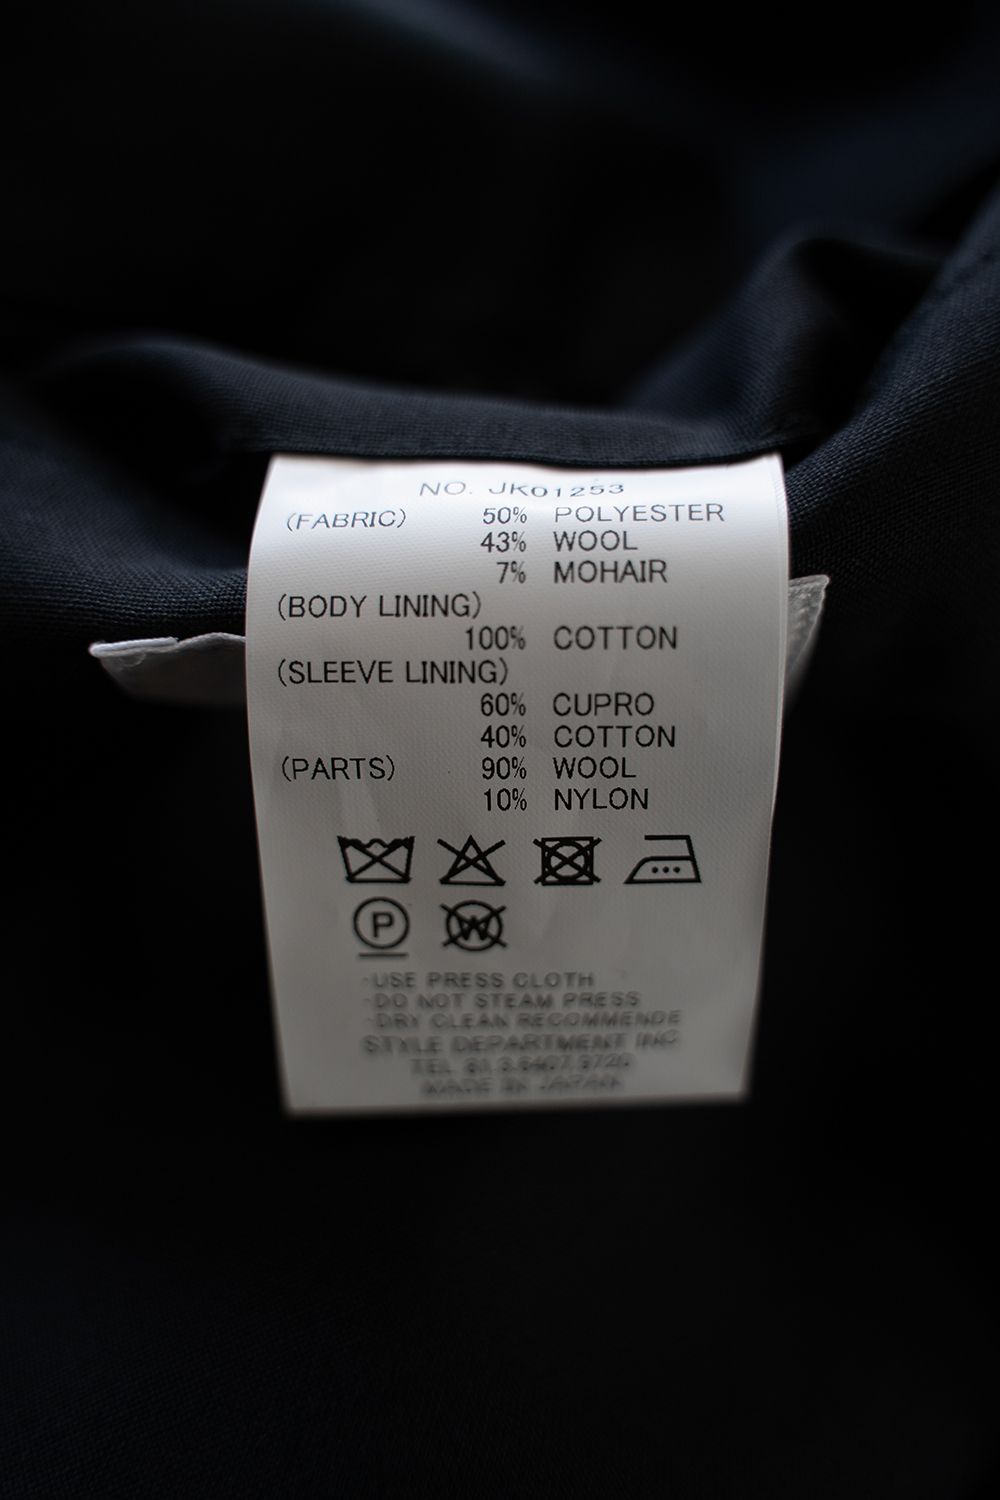 NO. JK01253
(FABRIC) 50% POLYESTER
43% WOOL
7% MOHAIR
(BODY LINING)
100% COTTON
(SLEEVE LINING)
60% CUPRO
40% COTTON
(PARTS) 90% WOOL
10% NYLON
P
W
·USE PRESS CLOTH
·DO NOT STEAM PRESS
·DRY CLEAN RECOMMENDE
STYLE DEPARTMENT INC
TEL
MADE IN JAPAN